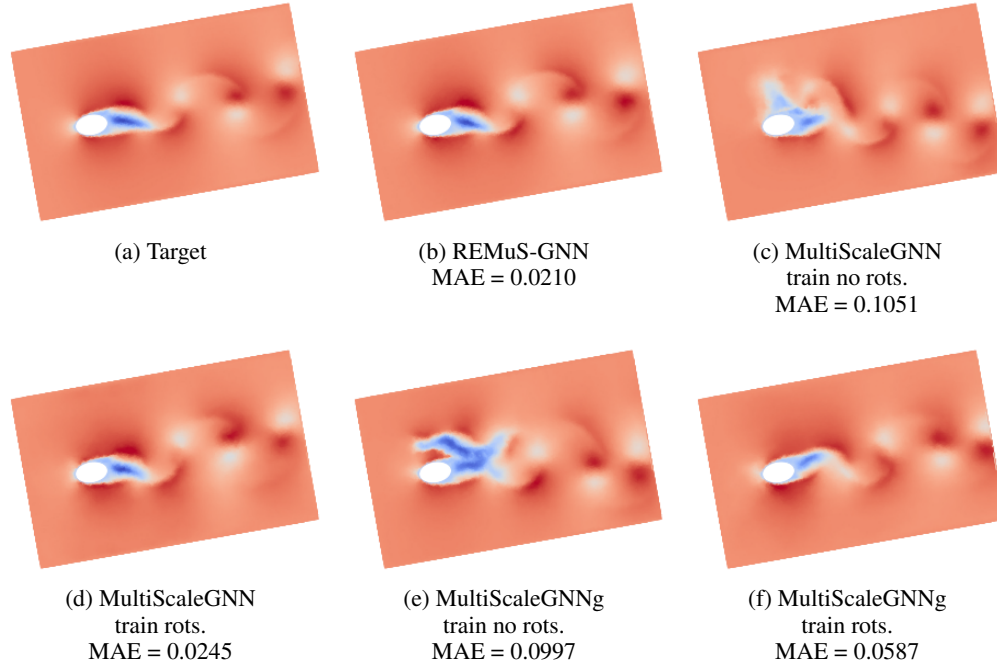 (a) Target
(b) REMuS-GNN
MAE = 0.0210
(c) MultiScaleGNN
train no rots.
MAE = 0.1051
(d) MultiScaleGNN
train rots.
MAE = 0.0245
(e) MultiScaleGNNg
train no rots.
MAE = 0.0997
(f) MultiScaleGNNg
train rots.
MAE = 0.0587